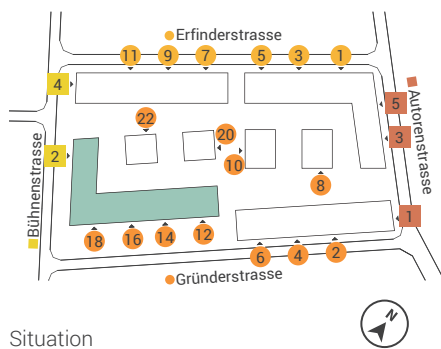 Erfinderstrasse
11 9 7 5 3 1
4
5
22
20
3
2
10
8
Bühnenstrasse
Autorenstrasse
1
18 16 14 12
6 4 2
Gründerstrasse
N
Situation